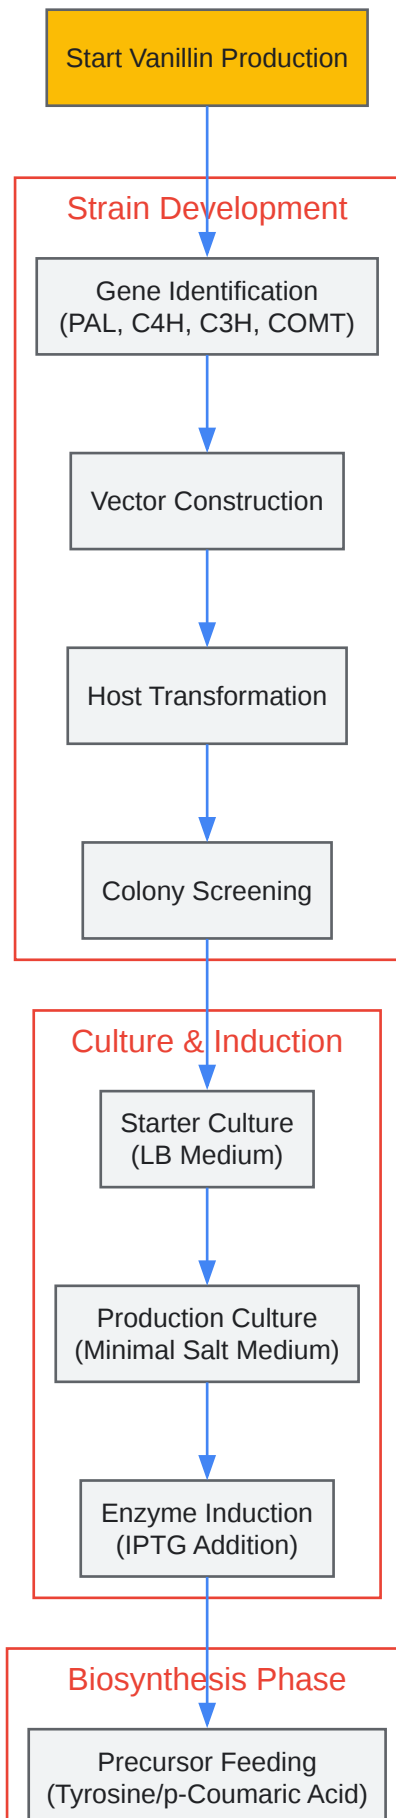 Start Vanillin Production
Strain Development
Gene Identification
(PAL, C4H, C3H, COMT)
Vector Construction
Host Transformation
Colony Screening
Culture & Induction
Starter Culture
(LB Medium)
Production Culture
(Minimal Salt Medium)
Enzyme Induction
(IPTG Addition)
Biosynthesis Phase
Precursor Feeding
(Tyrosine/p-Coumaric Acid)